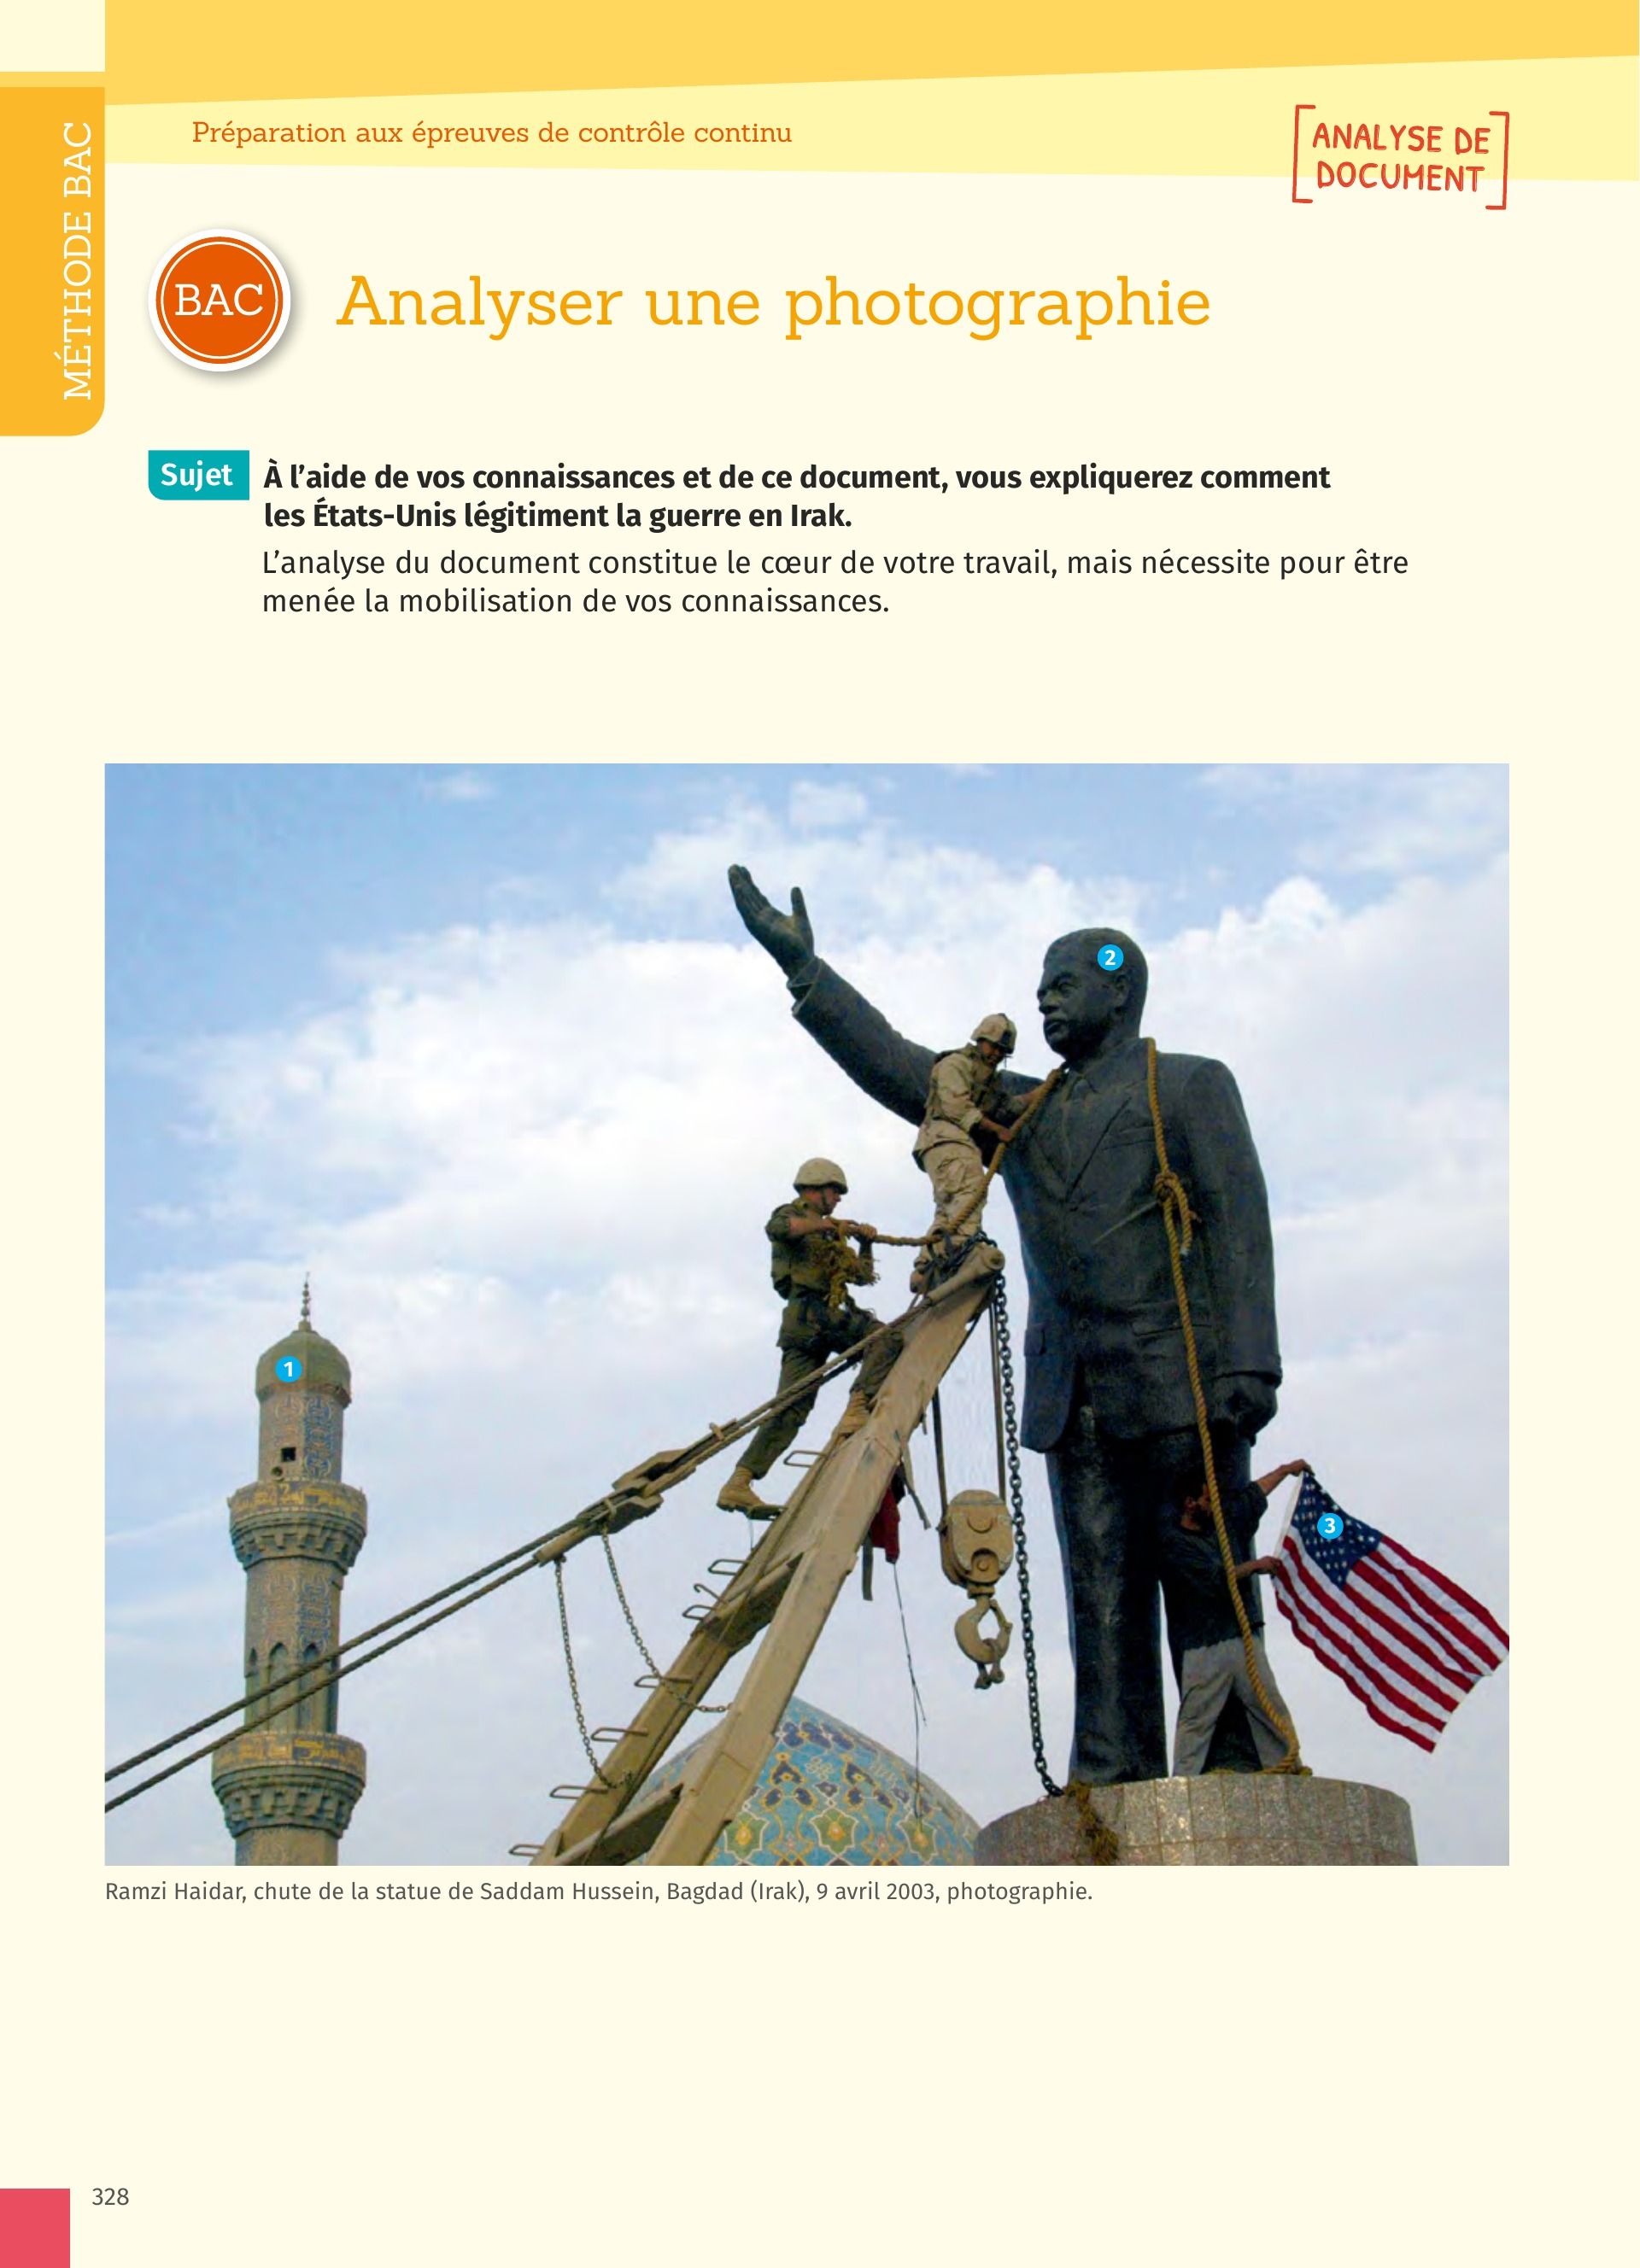 MÉTHODE BAC
Préparation aux épreuves de contrôle continu
ANALYSE DE
DOCUMENT
BAC
Analyser une photographie
Sujet
À l’aide de vos connaissances et de ce document, vous expliquerez comment
les États-Unis légitiment la guerre en Irak.
L’analyse du document constitue le cœur de votre travail, mais nécessite pour être
menée la mobilisation de vos connaissances.
2
1
3
Ramzi Haidar, chute de la statue de Saddam Hussein, Bagdad (Irak), 9 avril 2003, photographie.
328